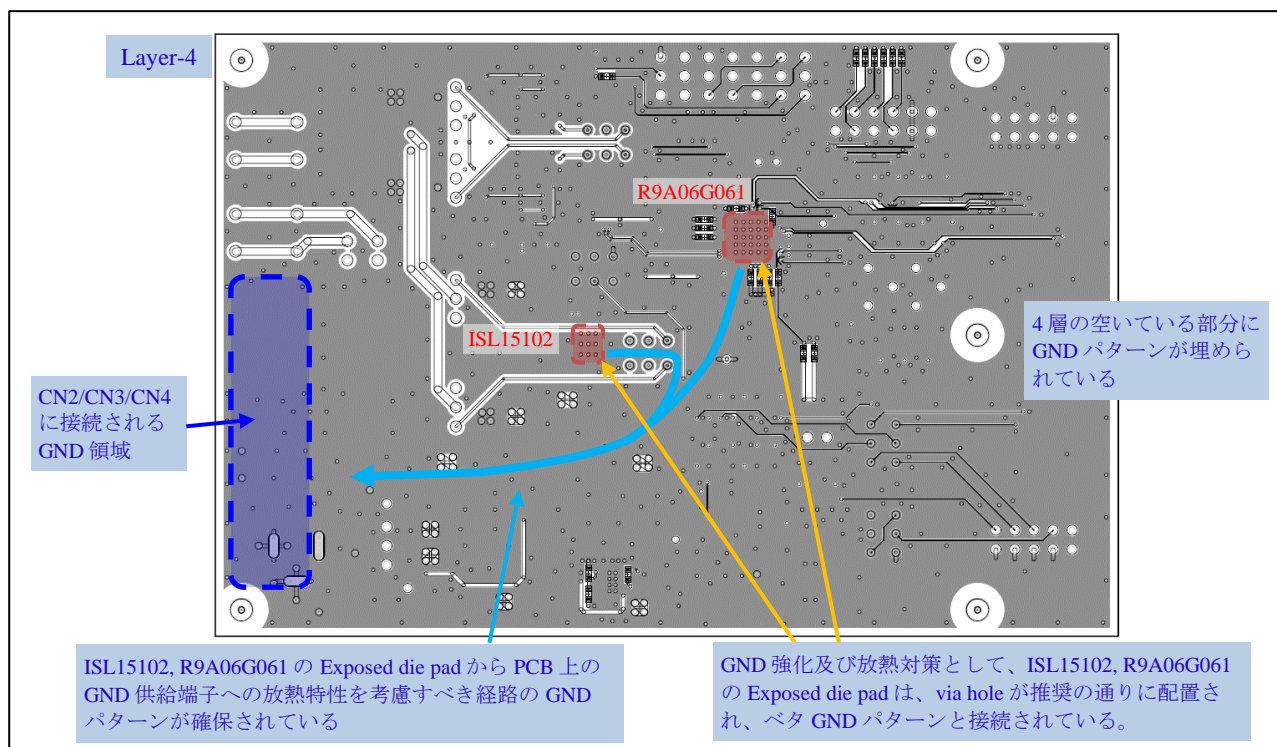 Layer-4
R9A06G061
ISL15102
4 層の空いている部分に
GND パターンが埋めら
れている
CN2/CN3/CN4
に接続される
GND 領域
ISL15102, R9A06G061 の Exposed die pad から PCB 上の
GND 供給端子への放熱特性を考慮すべき経路の GND
パターンが確保されている
GND 強化及び放熱対策として、ISL15102, R9A06G061
の Exposed die pad は、via hole が推奨の通りに配置さ
れ、ベタ GND パターンと接続されている。